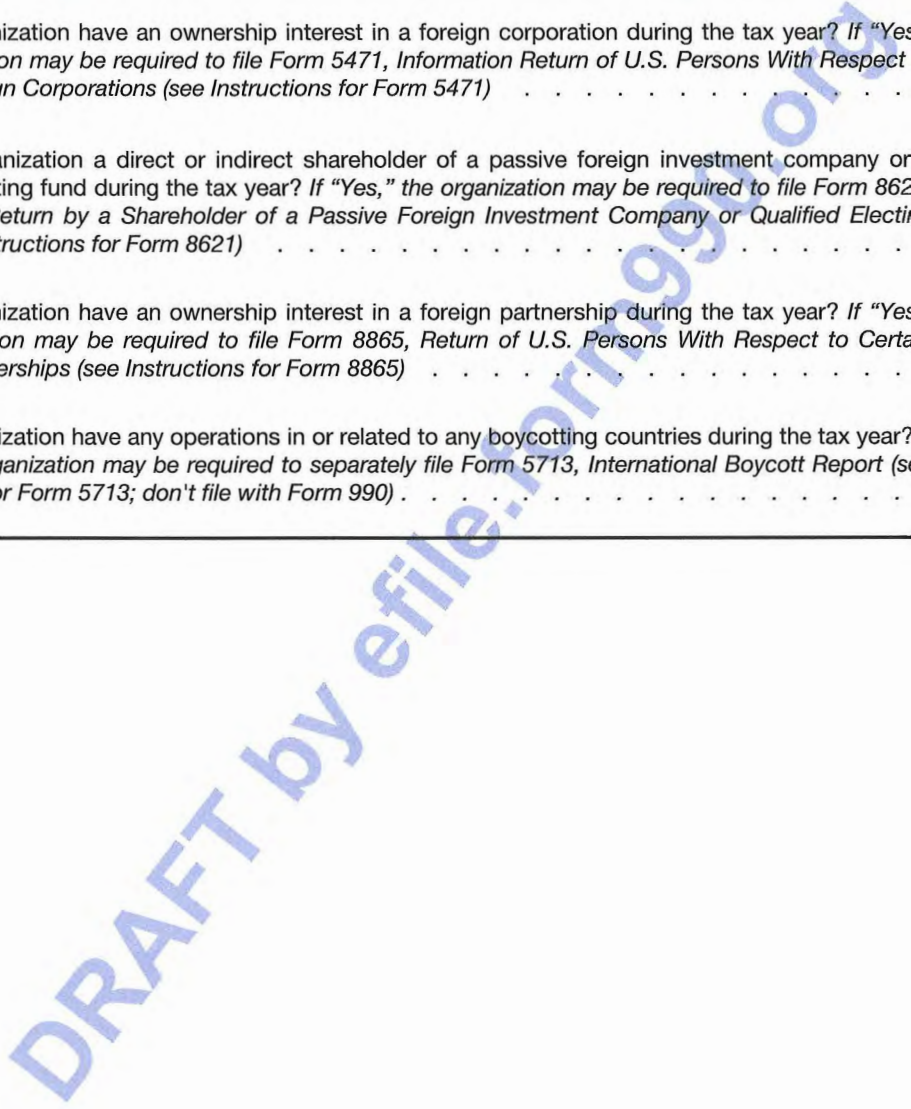 nization have an ownership interest in a foreign corporation during the tax year? If “Yes
on may be required to file Form 5471, Information Return of U.S. Persons With Respect
gn Corporations (see Instructions for Form 5471) . . . . . . . . . . . . .
anization a direct or indirect shareholder of a passive foreign investment company or
ting fund during the tax year? If “Yes,” the organization may be required to file Form 862
Return by a Shareholder of a Passive Foreign Investment Company or Qualified Electi
tructions for Form 8621) . . . . . . . . . . . . . . . . . . . . .
nization have an ownership interest in a foreign partnership during the tax year? If “Yes
on may be required to file Form 8865, Return of U.S. Persons With Respect to Certa
erships (see Instructions for Form 8865) . . . . . . . . . . . . . . . .
ization have any operations in or related to any boycotting countries during the tax year?
ganization may be required to separately file Form 5713, International Boycott Report (se
or Form 5713; don't file with Form 990) . . . . . . . . . . . . . . . . .
DRAFT by efile.form990.org